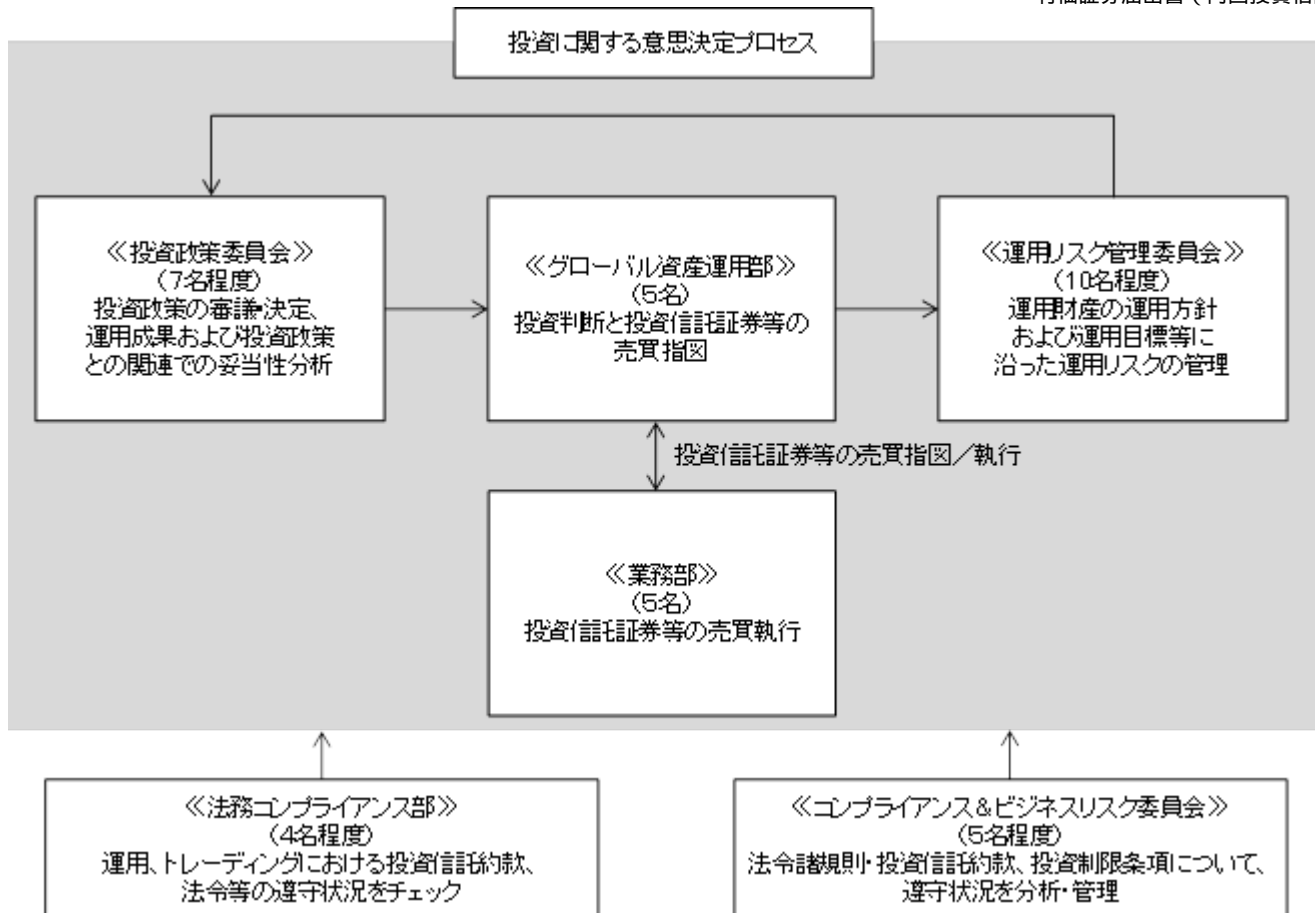 投資に関する意思決定プロセス
≪投資政策委員会≫
(7名程度)
投資政策の審議・決定、
運用成果および投資政策
との関連での妥当性分析
≪グローバル資産運用部≫
(5名)
投資判断と投資信託証券等の
売買指図
≪運用リスク管理委員会≫
(10名程度)
運用財産の運用方針
および運用目標等に
沿った運用リスクの管理
投資信託証券等の売買指図／執行
≪業務部≫
(5名)
投資信託証券等の売買執行
≪法務コンプライアンス部≫
(4名程度)
運用、トレーディングにおける投資信託約款、
法令等の遵守状況をチェック
≪コンプライアンス&ビジネスリスク委員会≫
(5名程度)
法令諸規則・投資信託約款、投資制限条項について、
遵守状況を分析・管理